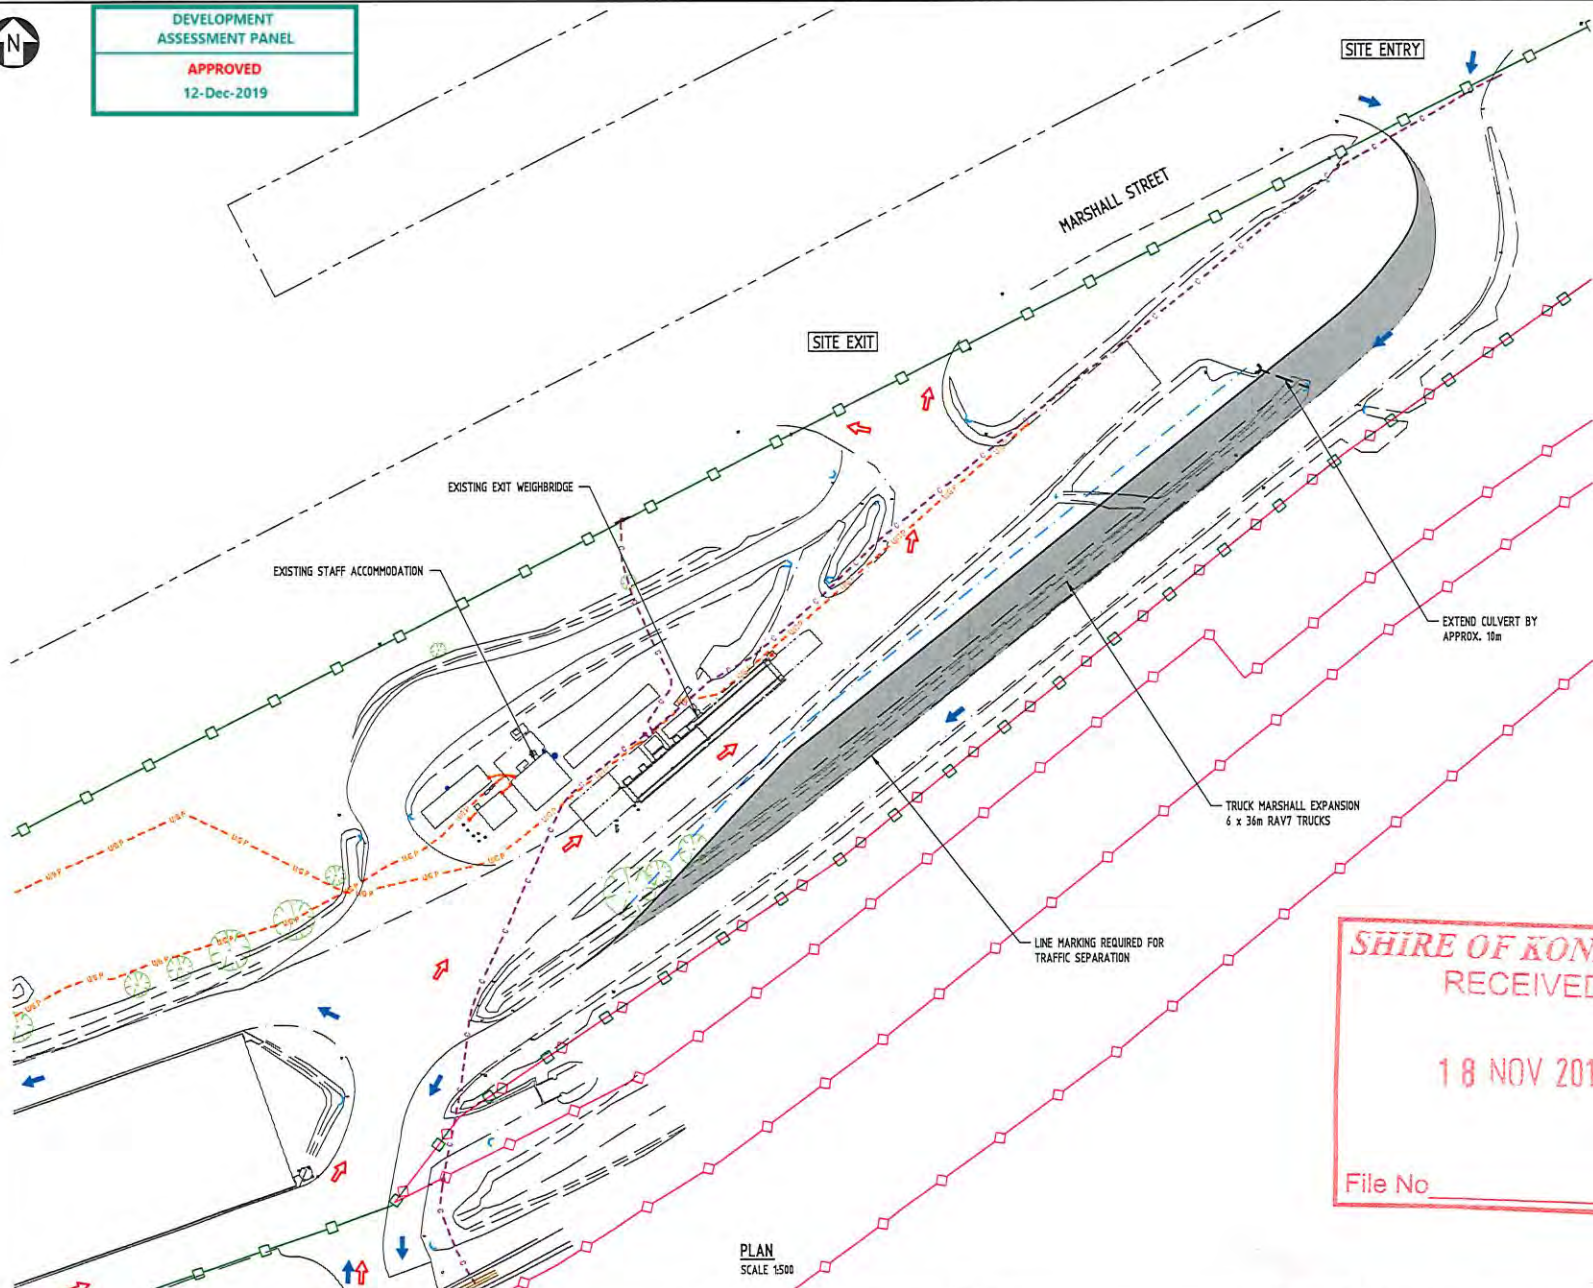 N
DEVELOPMENT
ASSESSMENT PANEL
APPROVED
12-Dec-2019
SITE ENTRY
MARSHALL STREET
SITE EXIT
EXISTING EXIT WEIGHBRIDGE
EXISTING STAFF ACCOMMODATION
EXTEND CULVERT BY
APPROX. 10m
TRUCK MARSHALL EXPANSION
6 x 36m RAV7 TRUCKS
LINE MARKING REQUIRED FOR
TRAFFIC SEPARATION
SHIRE OF KON
RECEIVED
18 NOV 201
File No
PLAN
SCALE 1:500